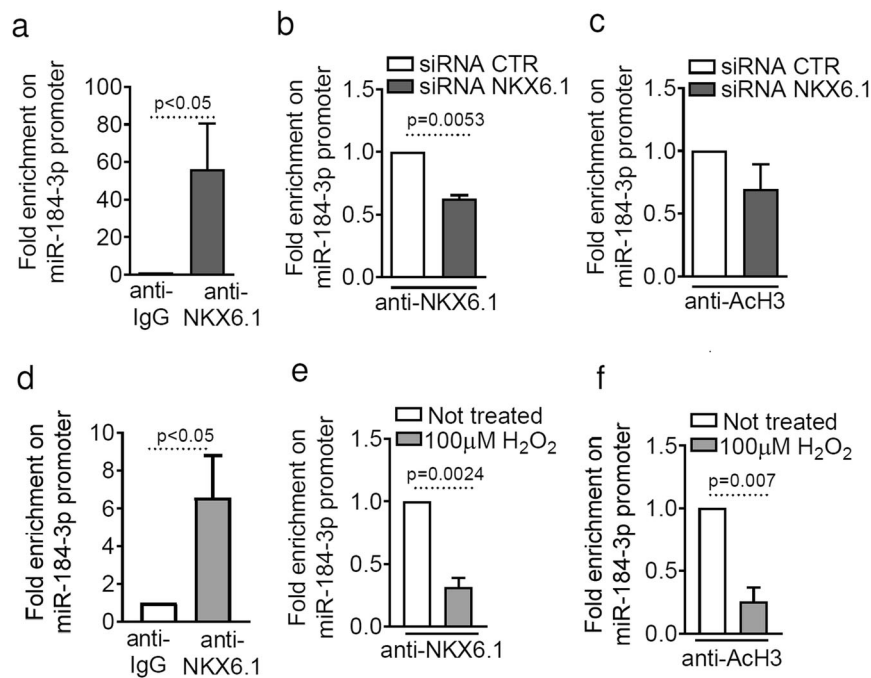 a
Fold enrichment on
miR-184-3p promoter
100
80
60
40
20
0
p<0.05
anti-
IgG
anti-
NKX6.1
b
Fold enrichment on
miR-184-3p promoter
siRNA CTR
siRNA NKX6.1
1.5
1.0
0.5
0.0
p=0.0053
anti-NKX6.1
c
Fold enrichment on
miR-184-3p promoter
siRNA CTR
siRNA NKX6.1
1.5
1.0
0.5
0.0
anti-AcH3
d
Fold enrichment on
miR-184-3p promoter
10
8
6
4
2
0
p<0.05
anti-
IgG
anti-
NKX6.1
e
Fold enrichment on
miR-184-3p promoter
Not treated
100μM H₂O₂
1.5
1.0
0.5
0.0
p=0.0024
anti-NKX6.1
f
Fold enrichment on
miR-184-3p promoter
Not treated
100μM H₂O₂
1.5
1.0
0.5
0.0
p=0.007
anti-AcH3